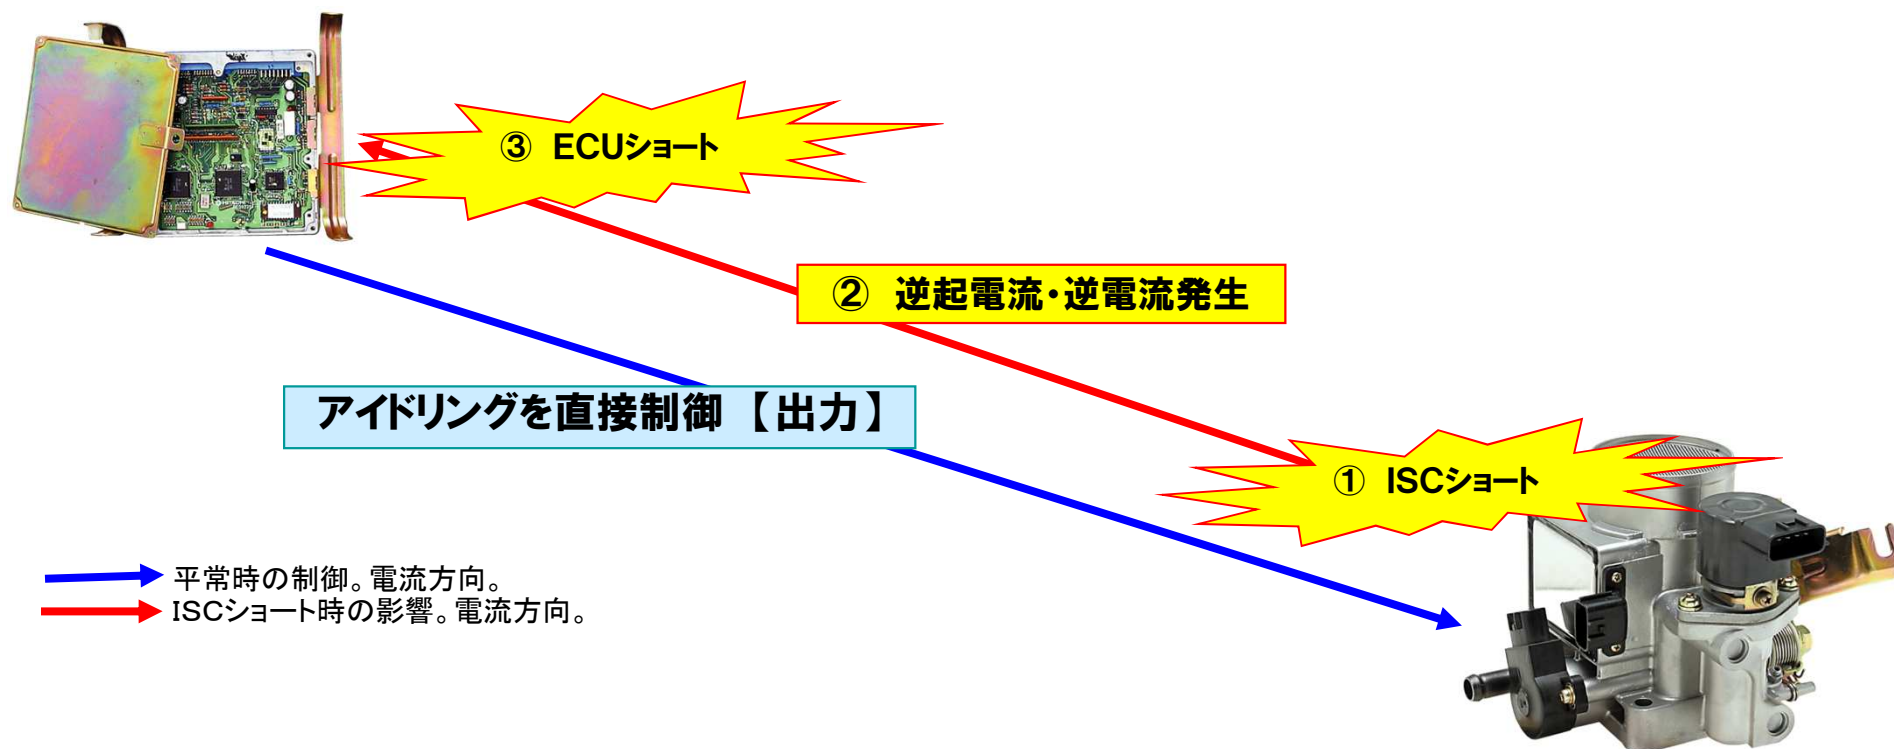 ③ ECUショート
② 逆起電流・逆電流発生
アイドリングを直接制御 【出力】
① ISCショート
平常時の制御。電流方向。
ISCショート時の影響。電流方向。